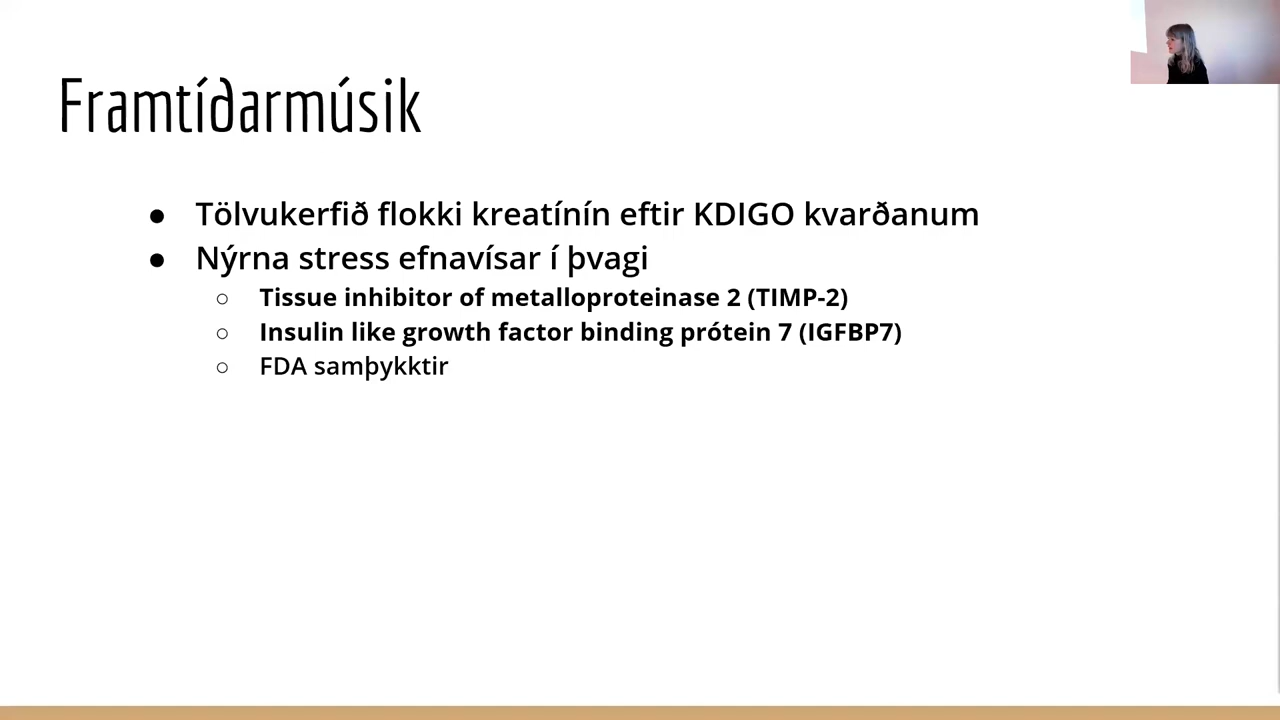 Framtíðarmúsik
● Tölvukerfið flokki kreatínín eftir KDIGO kvarðanum
● Nýrna stress efnavísar í þvagi
○ Tissue inhibitor of metalloproteinase 2 (TIMP-2)
○ Insulin like growth factor binding prótein 7 (IGFBP7)
○ FDA samþykktir